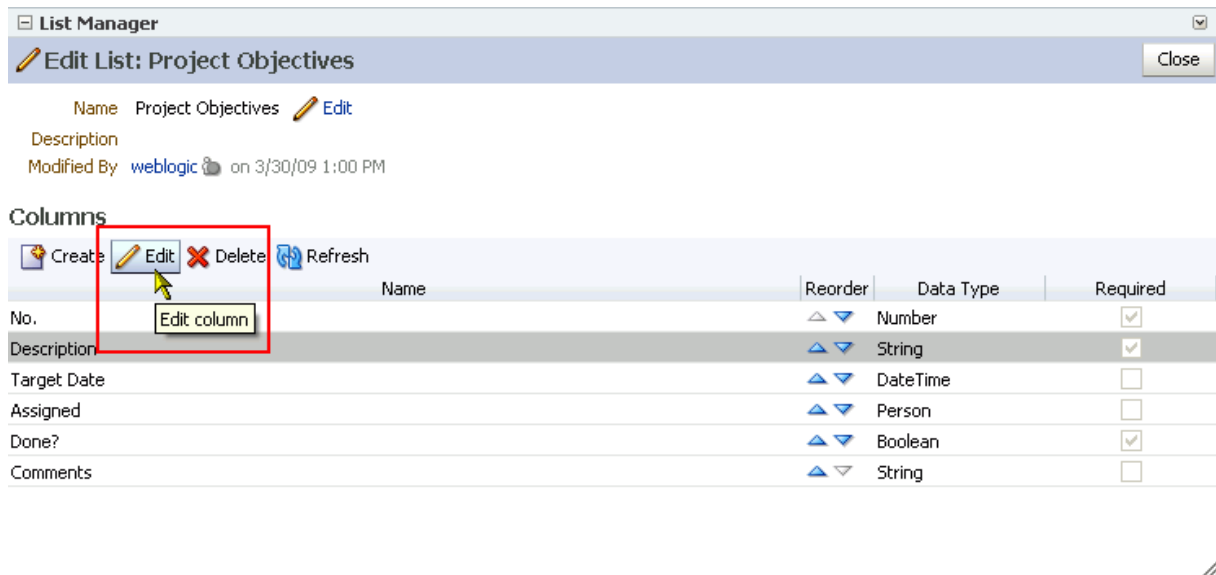 List Manager
Edit List: Project Objectives Close
Name Project Objectives Edit
Description
Modified By weblogic on 3/30/09 1:00 PM
Columns
Create Edit Delete Refresh
Name Reorder Data Type Required
Edit column
No. Number
Description String
Target Date DateTime
Assigned Person
Done? Boolean
Comments String